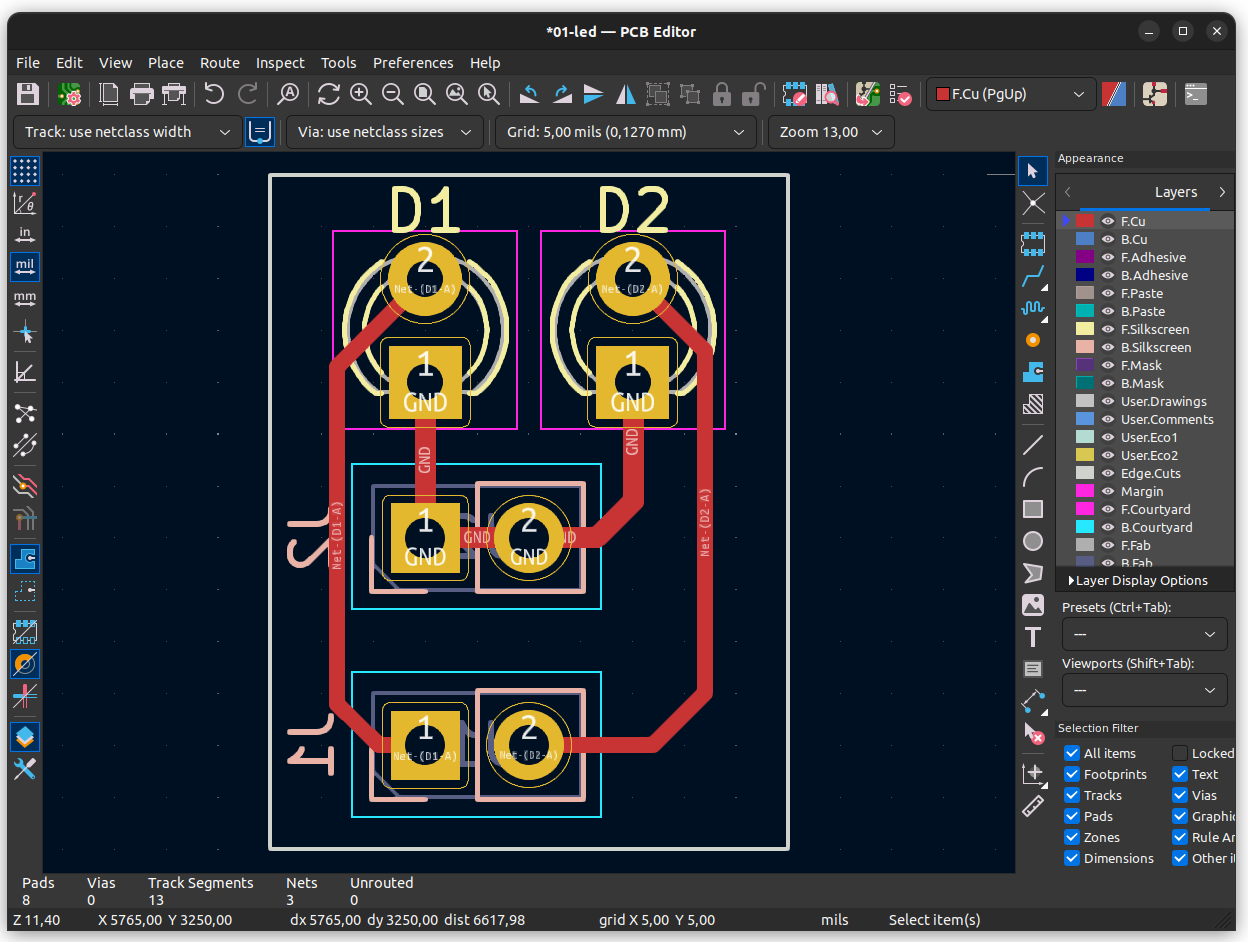 *01-led — PCB Editor
File Edit View Place Route Inspect Tools Preferences Help
F.Cu (PgUp)
Track: use netclass width Via: use netclass sizes Grid: 5,00 mils (0,1270 mm) Zoom 13,00
in
mil
mm
Appearance
Layers
F.Cu
B.Cu
F.Adhesive
B.Adhesive
F.Paste
B.Paste
F.Silkscreen
B.Silkscreen
F.Mask
B.Mask
User.Drawings
User.Comments
User.Eco1
User.Eco2
Edge.Cuts
Margin
F.Courtyard
B.Courtyard
F.Fab
B.Fab
Layer Display Options
Presets (Ctrl+Tab):
---
Viewports (Shift+Tab):
---
Selection Filter
All items Locked
Footprints Text
Tracks Vias
Pads Graphic
Zones Rule Ar
Dimensions Other it
D1 D2
2 2
Net-(D1-A) Net-(D2-A)
1 1
GND GND
GND GND
Net-(D1-A) Net-(D2-A)
1 2
GND ND
GND GND
J2
1 2
Net-(D1-A) Net-(D2-A)
J1
Pads Vias Track Segments Nets Unrouted
8 0 13 3 0
Z 11,40 X 5765,00 Y 3250,00 dx 5765,00 dy 3250,00 dist 6617,98 grid X 5,00 Y 5,00 mils Select item(s)